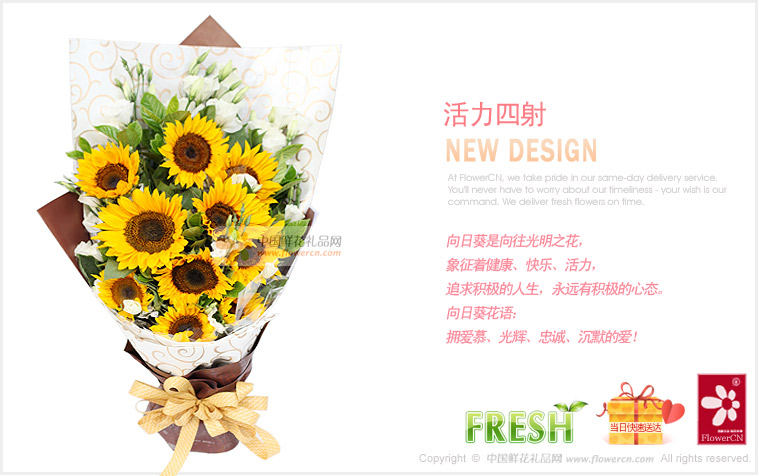 活力四射
NEW DESIGN
At FlowerCN, we take pride in our same-day delivery service.
You'll never have to worry about our timeliness - your wish is our
command. We deliver fresh flowers on time.
中国鲜花礼品网
www.flowercn.com
向日葵是向往光明之花，
象征着健康、快乐、活力，
追求积极的人生，永远有积极的心态。
向日葵花语：
拥爱慕、光辉、忠诚、沉默的爱！
FRESH
当日快速送达
FlowerCN
Copyright © 中国鲜花礼品网 www.flowercn.com All rights reserved.